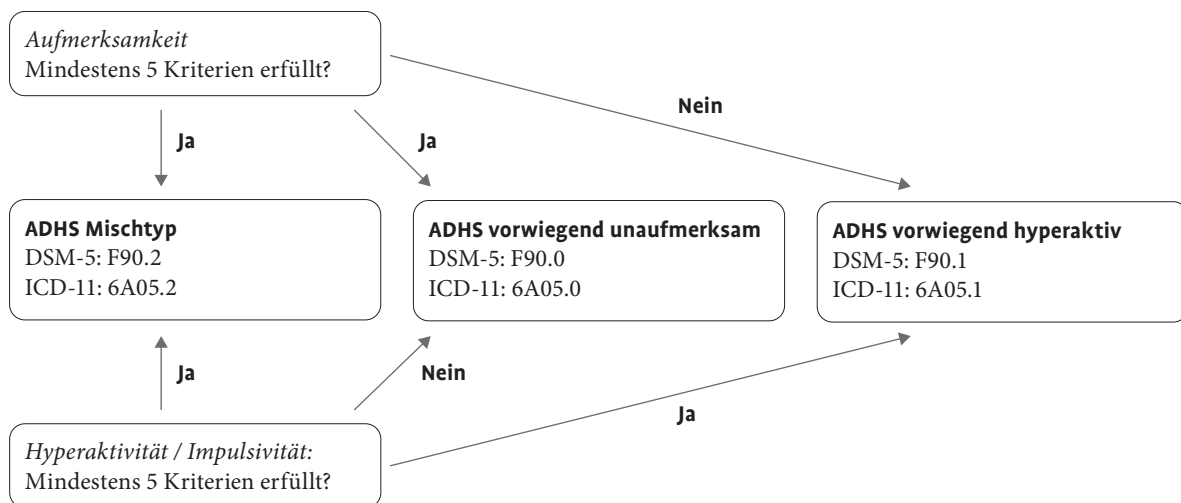 Aufmerksamkeit
Mindestens 5 Kriterien erfüllt?
Nein
Ja
Ja
ADHS Mischtyp
DSM-5: F90.2
ICD-11: 6A05.2
ADHS vorwiegend unaufmerksam
DSM-5: F90.0
ICD-11: 6A05.0
ADHS vorwiegend hyperaktiv
DSM-5: F90.1
ICD-11: 6A05.1
Ja
Nein
Ja
Hyperaktivität / Impulsivität:
Mindestens 5 Kriterien erfüllt?